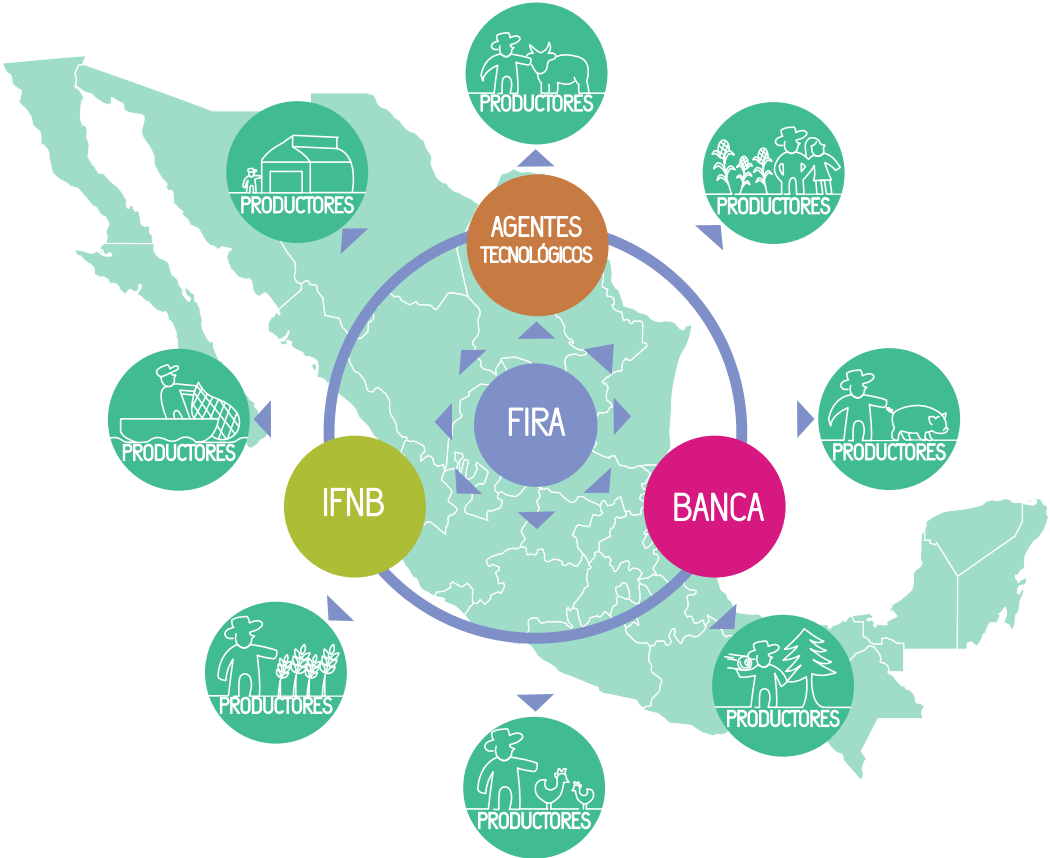 PRODUCTORES
PRODUCTORES
PRODUCTORES
AGENTES
TECNOLÓGICOS
PRODUCTORES
FIRA
PRODUCTORES
IFNB
BANCA
PRODUCTORES
PRODUCTORES
PRODUCTORES